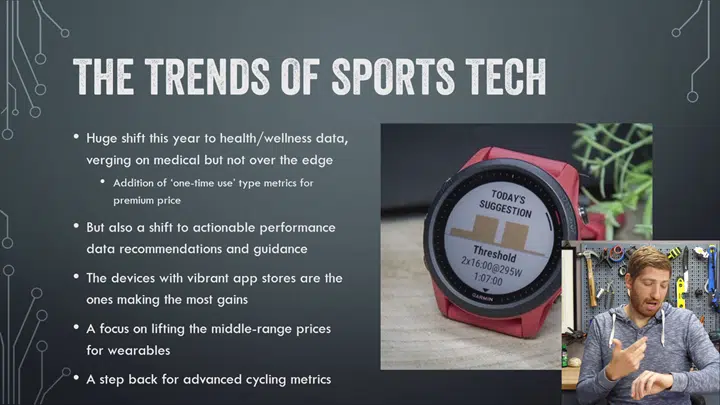 THE TRENDS OF SPORTS TECH
• Huge shift this year to health/wellness data,
verging on medical but not over the edge
• Addition of 'one-time use' type metrics for
premium price
• But also a shift to actionable performance
data recommendations and guidance
• The devices with vibrant app stores are the
ones making the most gains
• A focus on lifting the middle-range prices
for wearables
• A step back for advanced cycling metrics
TODAY'S
SUGGESTION
Threshold
2x16:00@295W
1:07:00
GARMIN